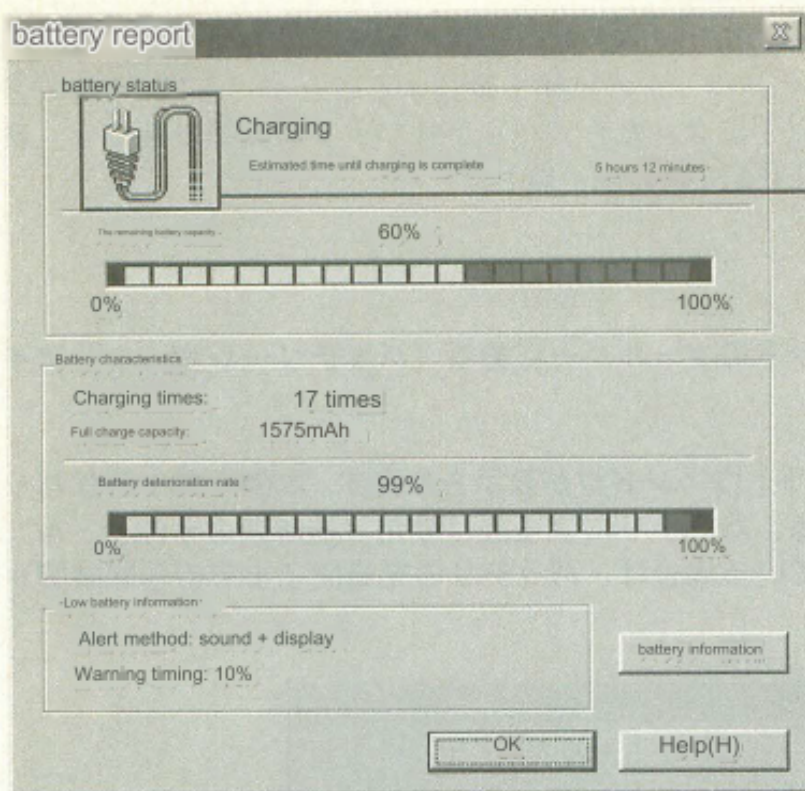 battery report
battery status
Charging
Estimated time until charging is complete 5 hours 12 minutes
The remaining battery capacity 60%
0% 100%
Battery characteristics
Charging times: 17 times
Full charge capacity: 1575mAh
Battery deterioration rate 99%
0% 100%
-Low battery information-
Alert method: sound + display
Warning timing: 10%
battery information
OK Help(H)